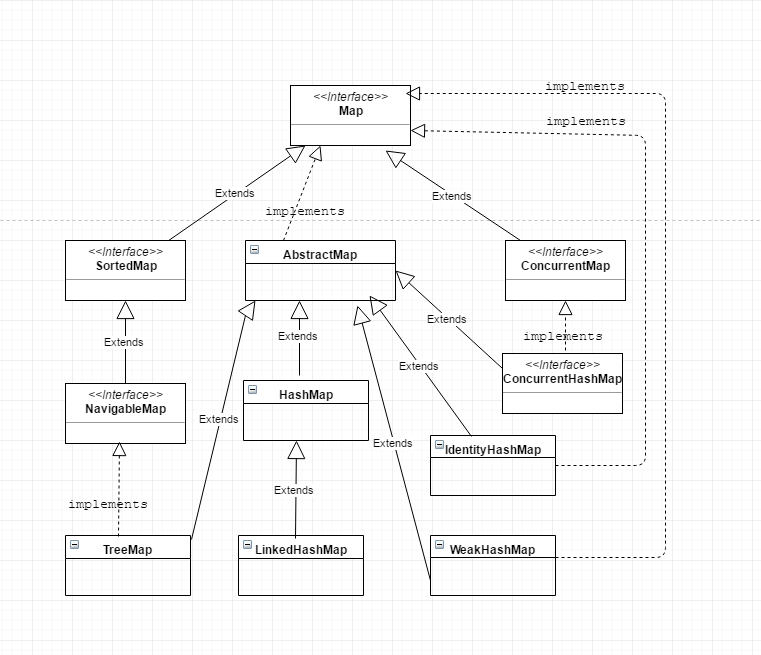 implements
<<Interface>>
Map
implements
Extends
Extends
implements
<<Interface>>
SortedMap
AbstractMap
<<Interface>>
ConcurrentMap
Extends
Extends
Extends
implements
<<Interface>>
ConcurrentHashMap
Extends
<<Interface>>
NavigableMap
HashMap
Extends
Extends
IdentityHashMap
Extends
implements
TreeMap
LinkedHashMap
WeakHashMap